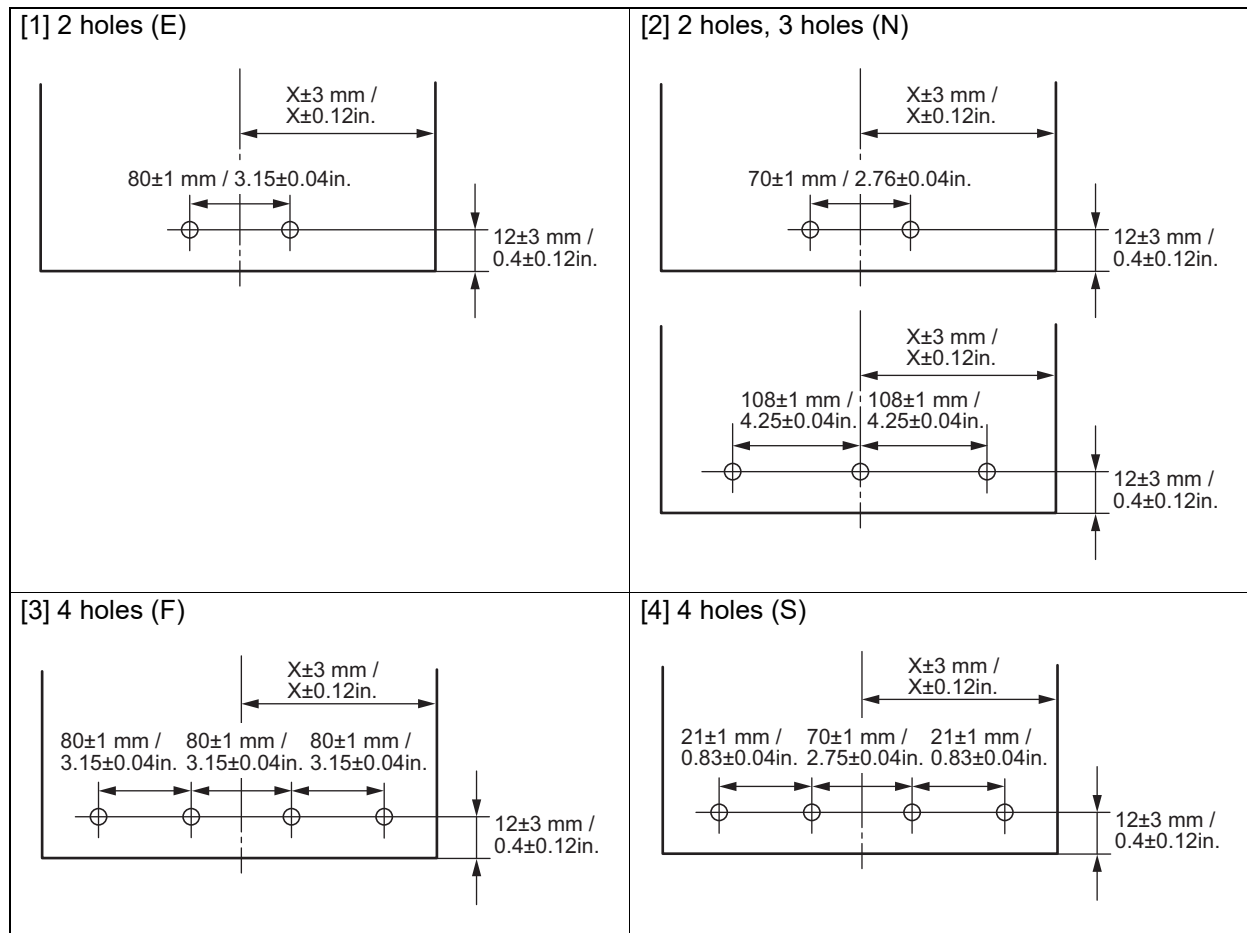 [1] 2 holes (E)
X±3 mm /
X±0.12in.
80±1 mm / 3.15±0.04in.
12±3 mm /
0.4±0.12in.
[2] 2 holes, 3 holes (N)
X±3 mm /
X±0.12in.
70±1 mm / 2.76±0.04in.
12±3 mm /
0.4±0.12in.
X±3 mm /
X±0.12in.
108±1 mm / 108±1 mm /
4.25±0.04in. 4.25±0.04in.
12±3 mm /
0.4±0.12in.
[3] 4 holes (F)
X±3 mm /
X±0.12in.
80±1 mm / 80±1 mm / 80±1 mm /
3.15±0.04in. 3.15±0.04in. 3.15±0.04in.
12±3 mm /
0.4±0.12in.
[4] 4 holes (S)
X±3 mm /
X±0.12in.
21±1 mm / 70±1 mm / 21±1 mm /
0.83±0.04in. 2.75±0.04in. 0.83±0.04in.
12±3 mm /
0.4±0.12in.